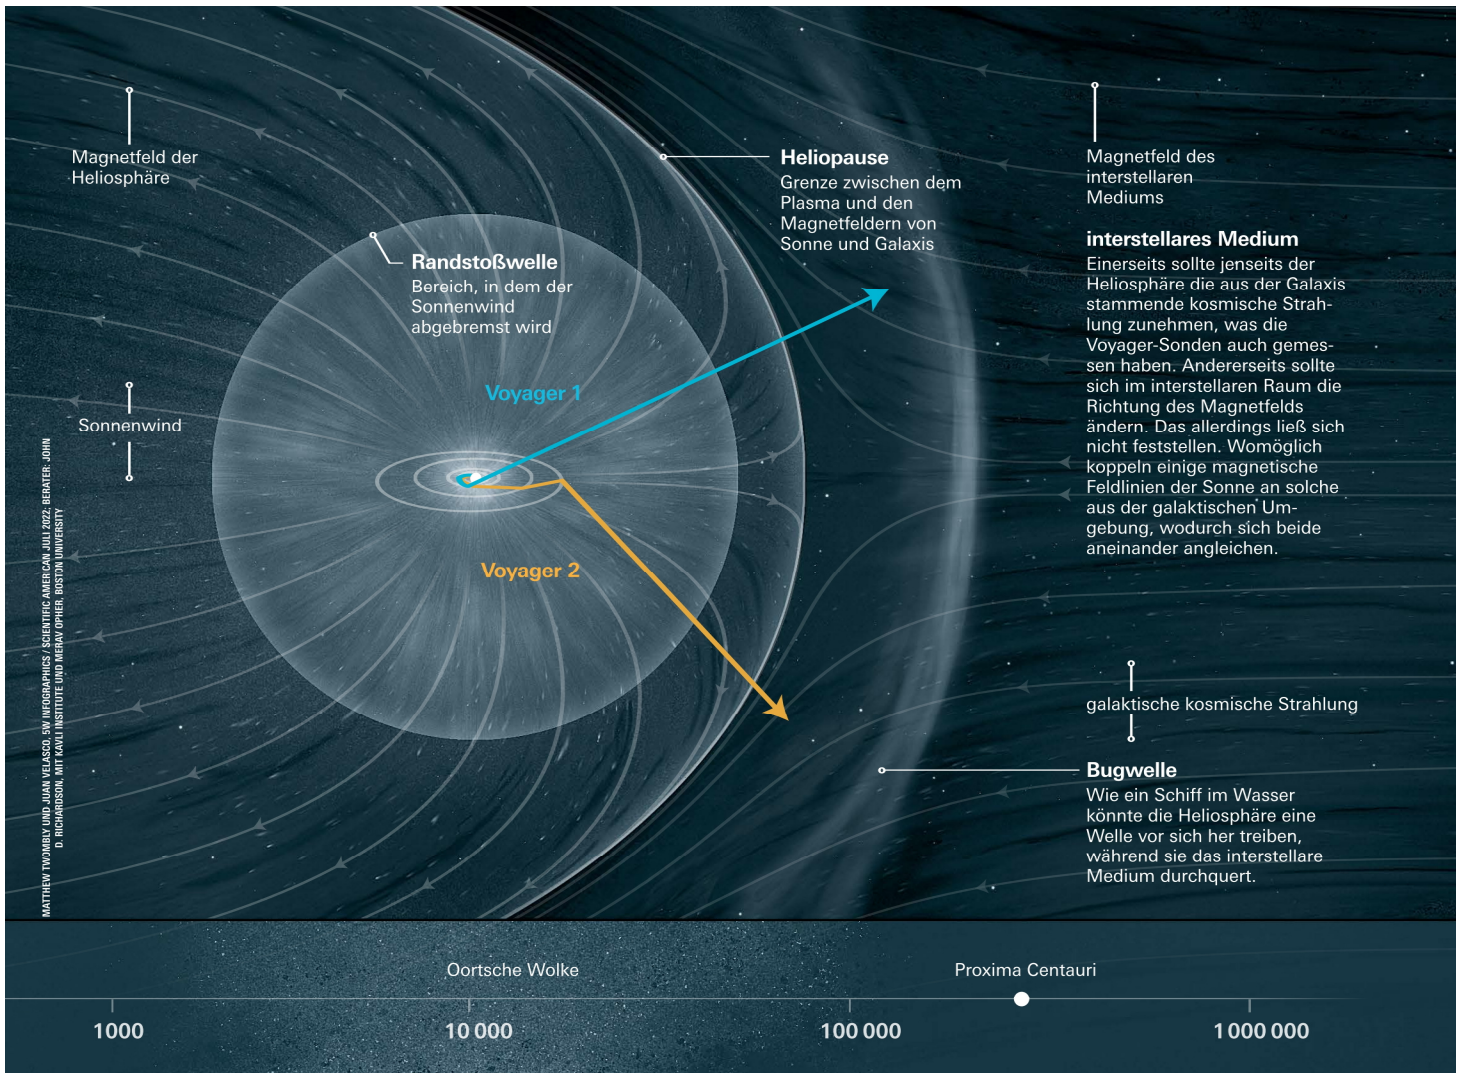 Magnetfeld der
Heliosphäre
Heliopause
Grenze zwischen dem
Plasma und den
Magnetfeldern von
Sonne und Galaxis
Magnetfeld des
interstellaren
Mediums
Randstoßwelle
Bereich, in dem der
Sonnenwind
abgebremst wird
interstellares Medium
Einerseits sollte jenseits der
Heliosphäre die aus der Galaxis
stammende kosmische Strah-
lung zunehmen, was die
Voyager-Sonden auch gemes-
sen haben. Andererseits sollte
sich im interstellaren Raum die
Richtung des Magnetfelds
ändern. Das allerdings ließ sich
nicht feststellen. Womöglich
koppeln einige magnetische
Feldlinien der Sonne an solche
aus der galaktischen Um-
gebung, wodurch sich beide
aneinander angleichen.
Voyager 1
Sonnenwind
Voyager 2
galaktische kosmische Strahlung
Bugwelle
Wie ein Schiff im Wasser
könnte die Heliosphäre eine
Welle vor sich her treiben,
während sie das interstellare
Medium durchquert.
MATTHEW TWOMBLY UND JUAN VELASCO, 5W INFOGRAPHICS / SCIENTIFIC AMERICAN JULI 2022; BERATER: JOHN
D. RICHARDSON, MIT KAVLI INSTITUTE UND MERAV OPHER, BOSTON UNIVERSITY
Oortsche Wolke
Proxima Centauri
1000
10 000
100 000
1 000 000